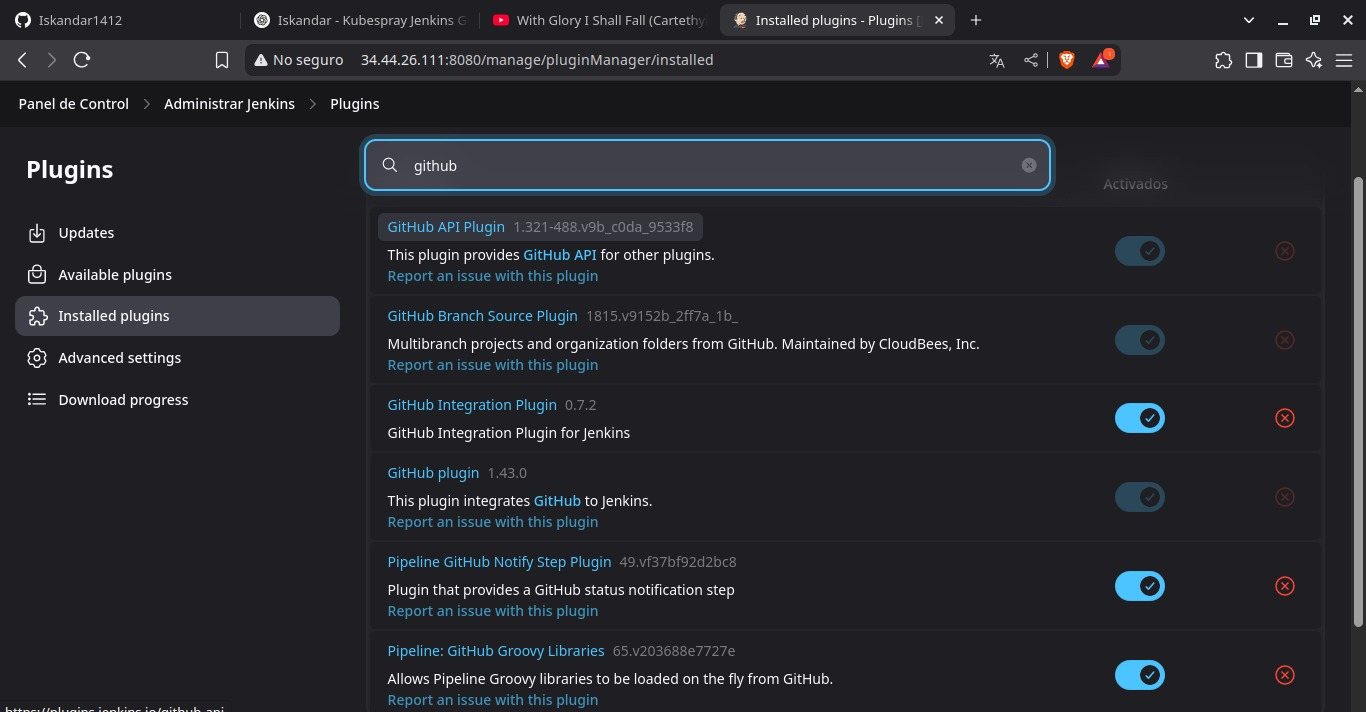 Iskandar1412
Iskandar - Kubespray Jenkins G
With Glory I Shall Fall (Cartethy
Installed plugins - Plugins [
No seguro
34.44.26.111:8080/manage/pluginManager/installed
Panel de Control
Administrar Jenkins
Plugins
Plugins
github
Activados
Updates
Available plugins
Installed plugins
Advanced settings
Download progress
GitHub API Plugin 1.321-488.v9b_c0da_9533f8
This plugin provides GitHub API for other plugins.
Report an issue with this plugin
GitHub Branch Source Plugin 1815.v9152b_2ff7a_1b_
Multibranch projects and organization folders from GitHub. Maintained by CloudBees, Inc.
Report an issue with this plugin
GitHub Integration Plugin 0.7.2
GitHub Integration Plugin for Jenkins
GitHub plugin 1.43.0
This plugin integrates GitHub to Jenkins.
Report an issue with this plugin
Pipeline GitHub Notify Step Plugin 49.vf37bf92d2bc8
Plugin that provides a GitHub status notification step
Report an issue with this plugin
Pipeline: GitHub Groovy Libraries 65.v203688e7727e
Allows Pipeline Groovy libraries to be loaded on the fly from GitHub.
Report an issue with this plugin
https://plugins.jenkins.io/github-api